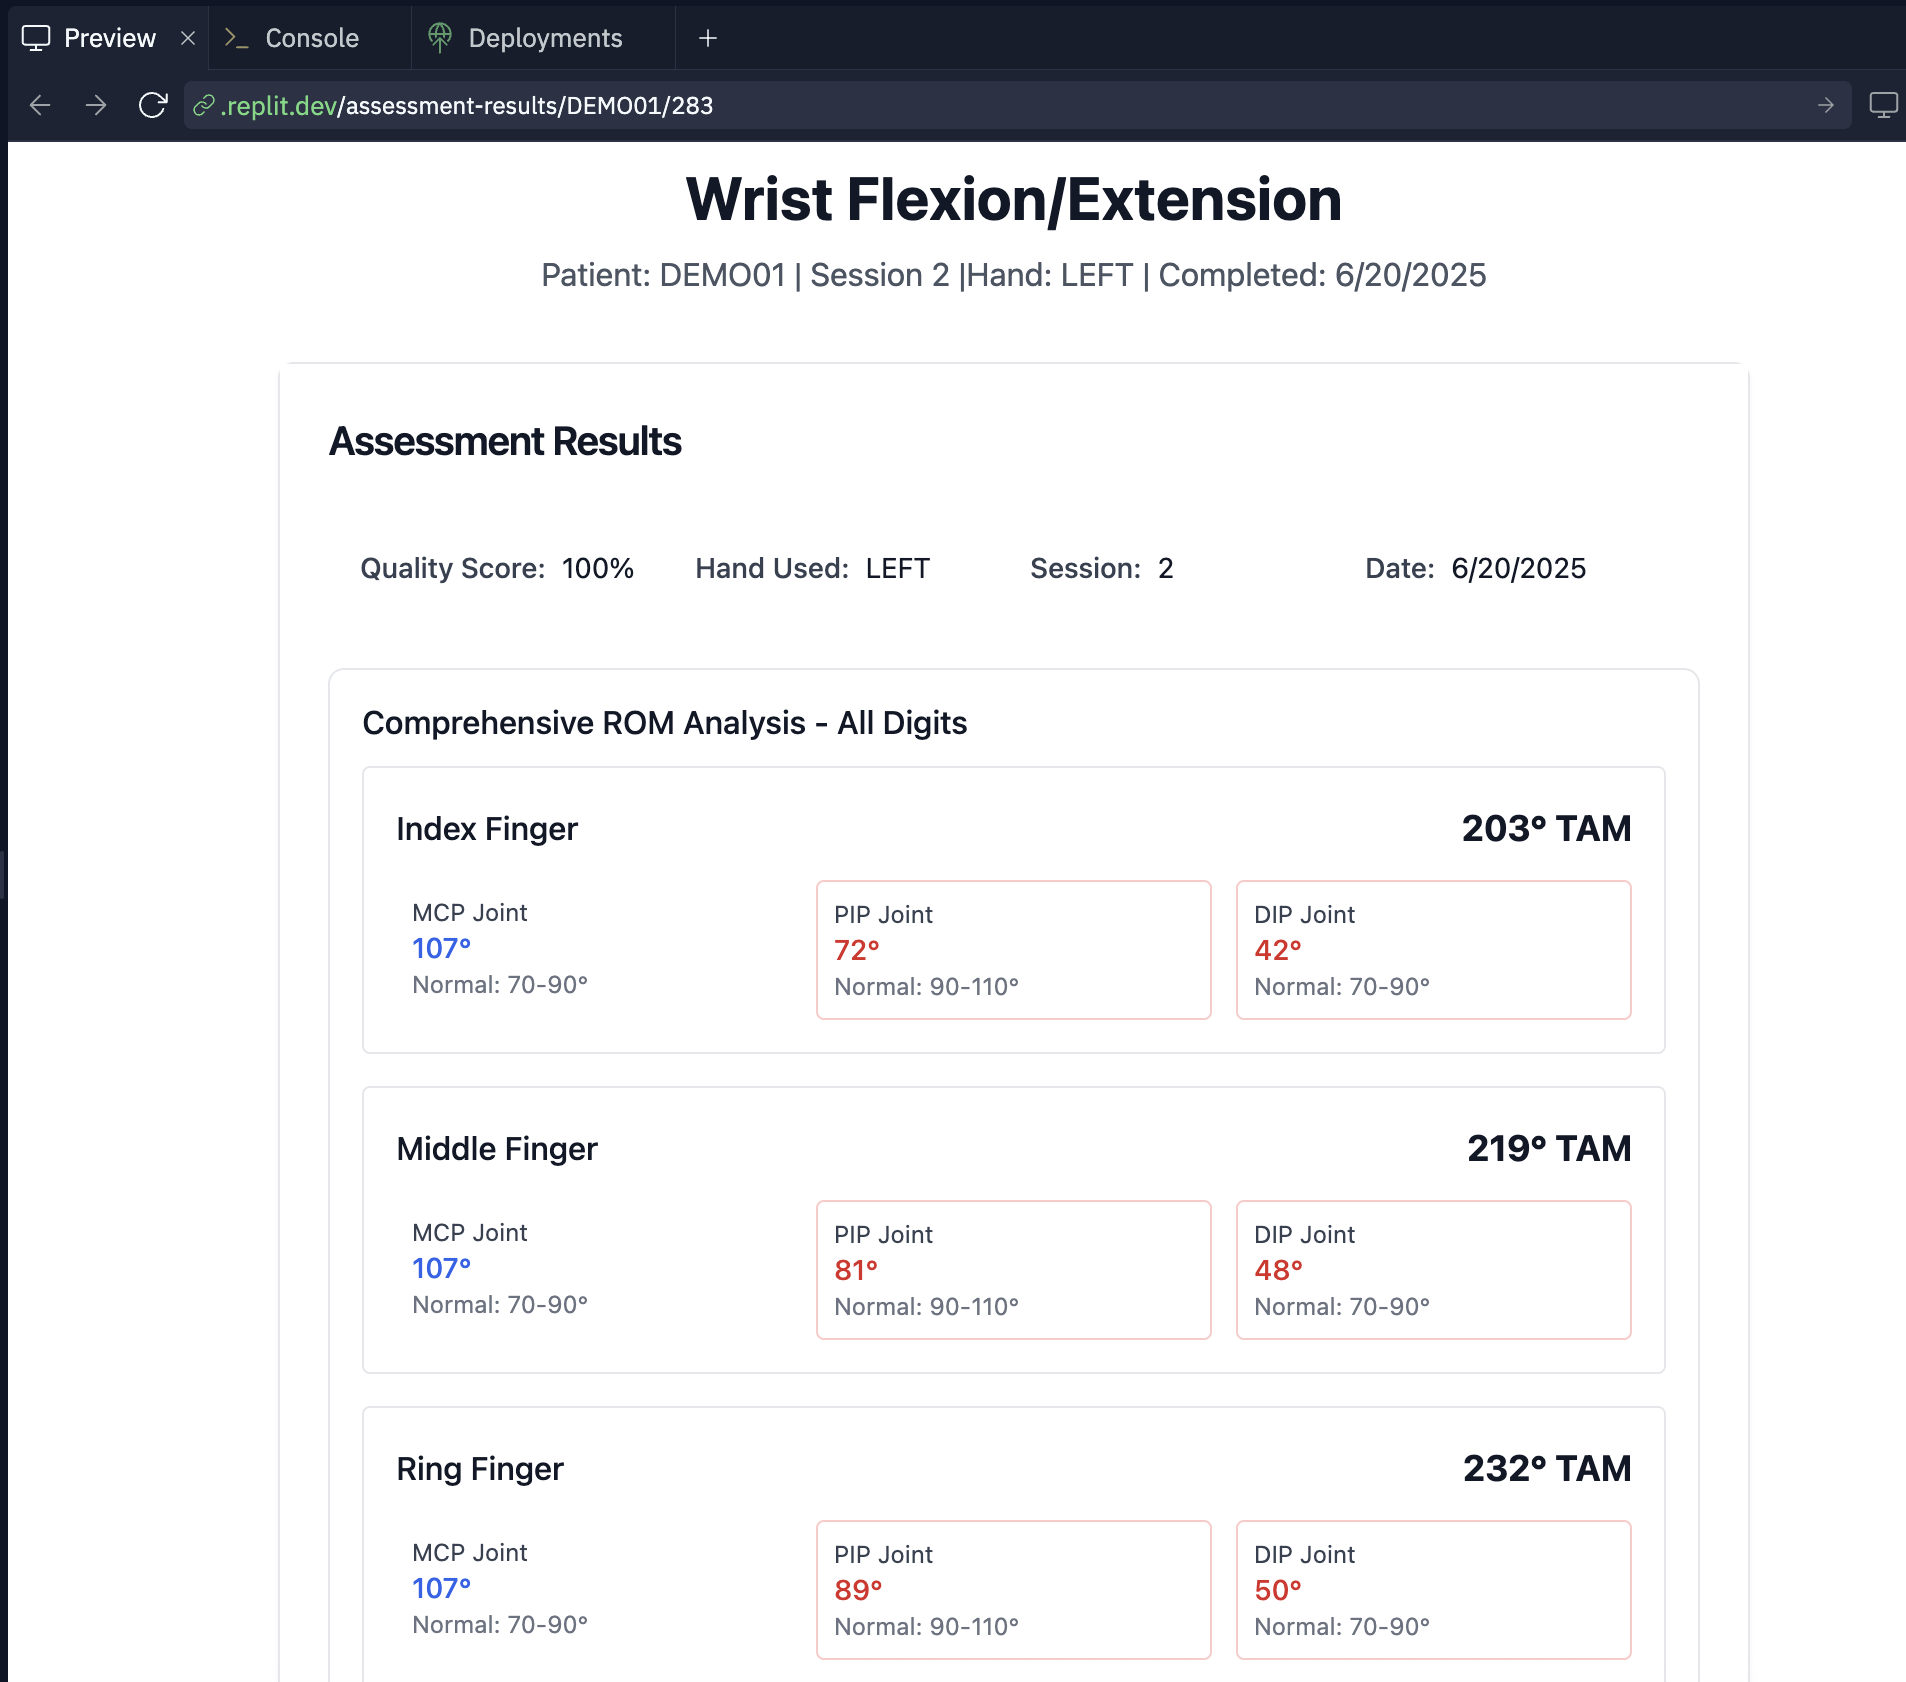 Preview
Console
Deployments
.replit.dev/assessment-results/DEMO01/283
Wrist Flexion/Extension
Patient: DEMO01 | Session 2 |Hand: LEFT | Completed: 6/20/2025
Assessment Results
Quality Score: 100% Hand Used: LEFT Session: 2 Date: 6/20/2025
Comprehensive ROM Analysis - All Digits
Index Finger 203° TAM
MCP Joint
107°
Normal: 70-90°
PIP Joint
72°
Normal: 90-110°
DIP Joint
42°
Normal: 70-90°
Middle Finger 219° TAM
MCP Joint
107°
Normal: 70-90°
PIP Joint
81°
Normal: 90-110°
DIP Joint
48°
Normal: 70-90°
Ring Finger 232° TAM
MCP Joint
107°
Normal: 70-90°
PIP Joint
89°
Normal: 90-110°
DIP Joint
50°
Normal: 70-90°